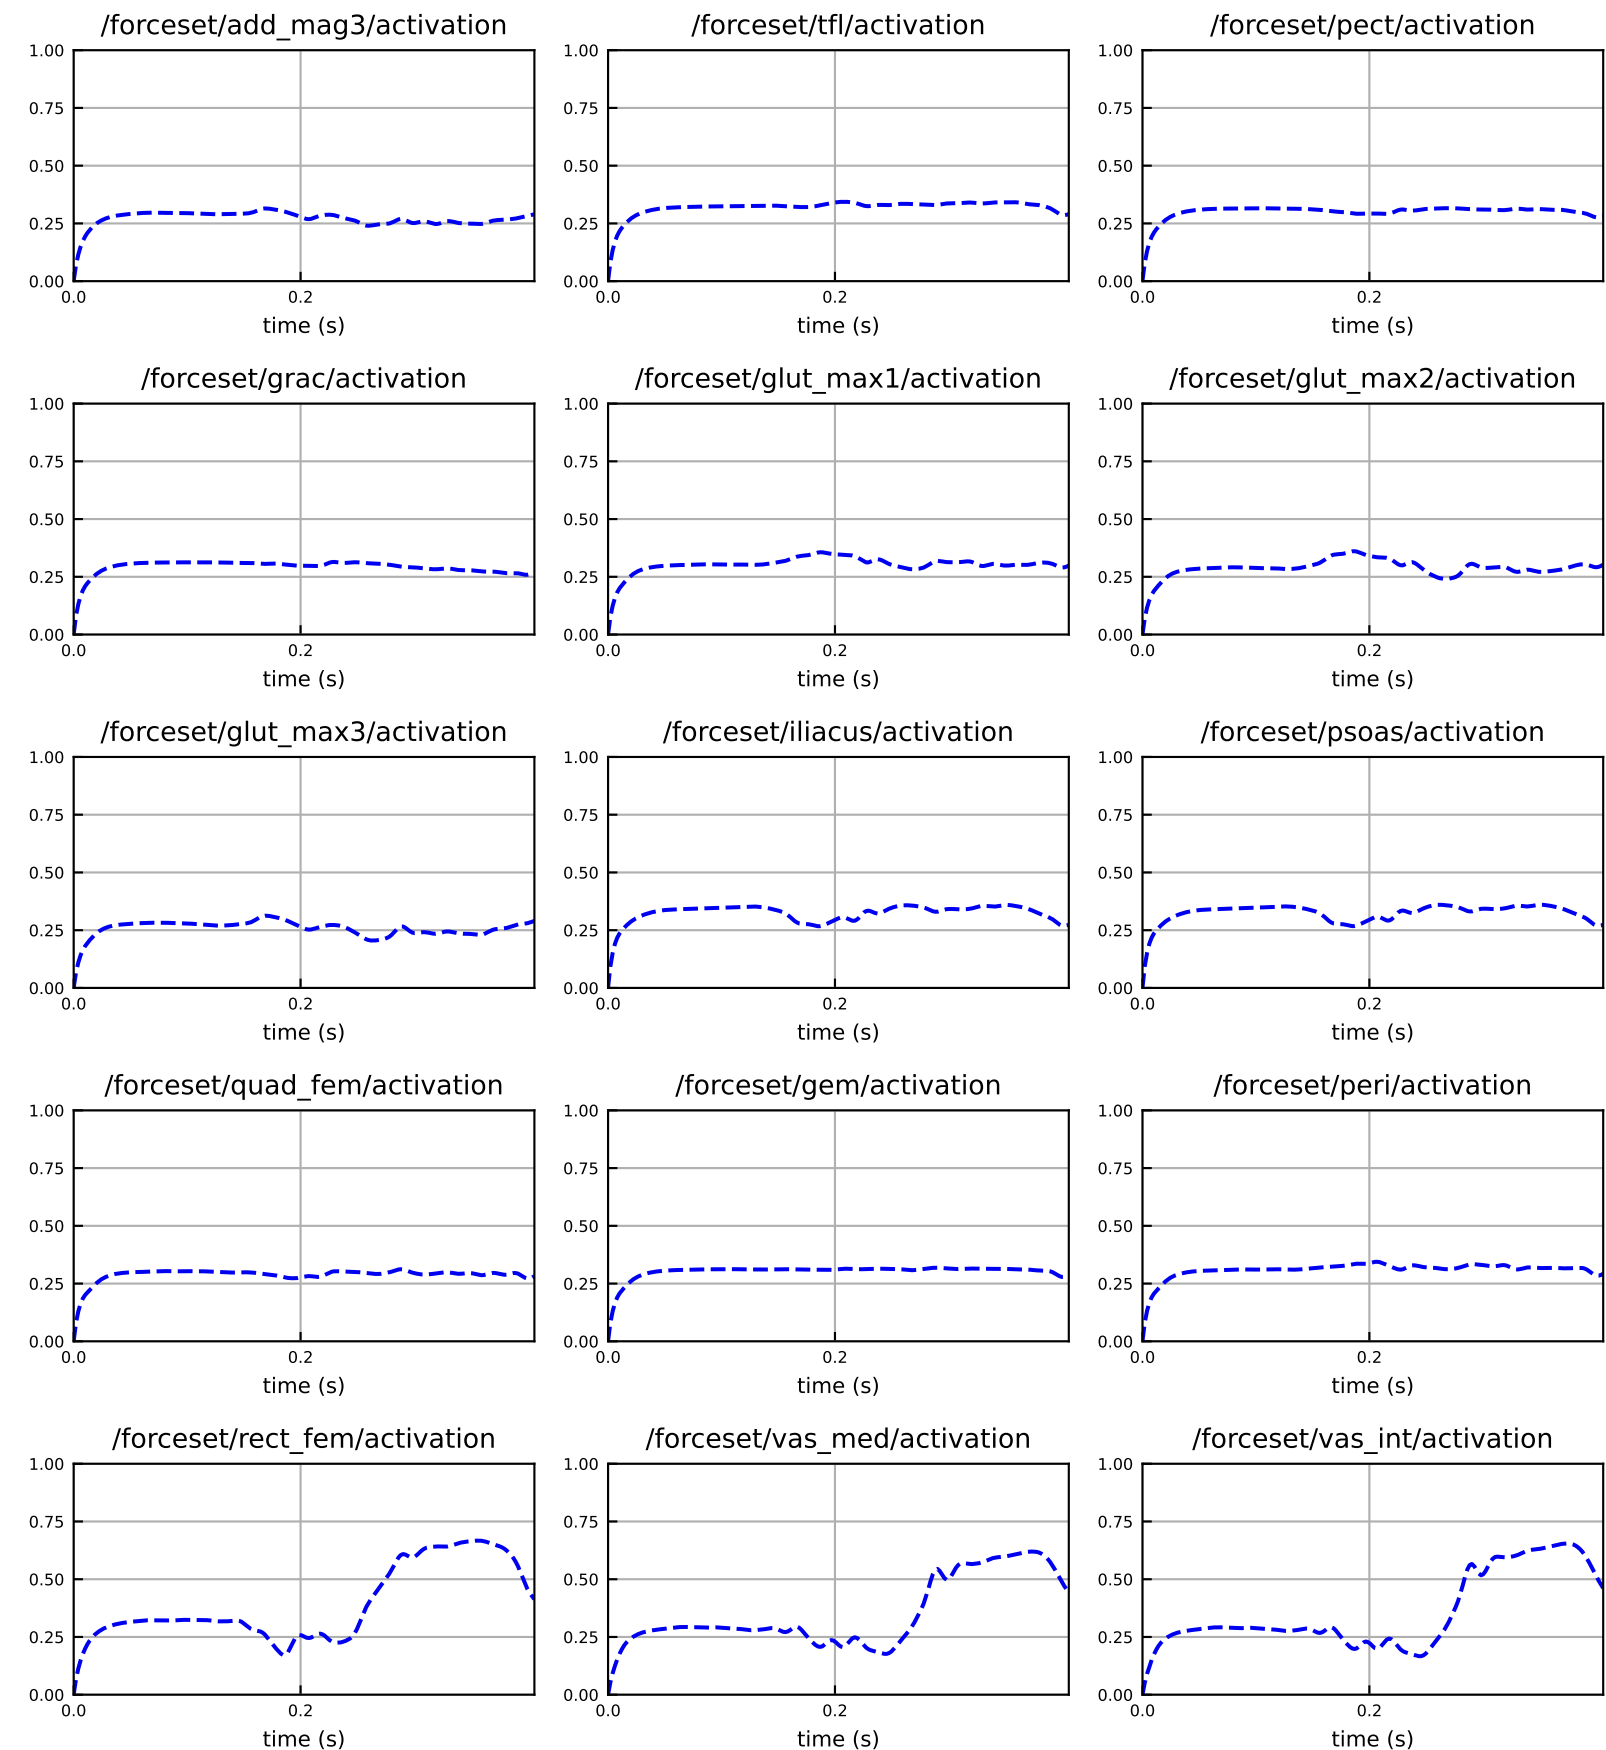 /forceset/add_mag3/activation /forceset/tfl/activation /forceset/pect/activation
1.00 1.00 1.00
0.75 0.75 0.75
0.50 0.50 0.50
0.25 0.25 0.25
0.00 0.00 0.00
0.0 0.2 0.0 0.2 0.0 0.2
time (s) time (s) time (s)
/forceset/grac/activation /forceset/glut_max1/activation /forceset/glut_max2/activation
1.00 1.00 1.00
0.75 0.75 0.75
0.50 0.50 0.50
0.25 0.25 0.25
0.00 0.00 0.00
0.0 0.2 0.0 0.2 0.0 0.2
time (s) time (s) time (s)
/forceset/glut_max3/activation /forceset/iliacus/activation /forceset/psoas/activation
1.00 1.00 1.00
0.75 0.75 0.75
0.50 0.50 0.50
0.25 0.25 0.25
0.00 0.00 0.00
0.0 0.2 0.0 0.2 0.0 0.2
time (s) time (s) time (s)
/forceset/quad_fem/activation /forceset/gem/activation /forceset/peri/activation
1.00 1.00 1.00
0.75 0.75 0.75
0.50 0.50 0.50
0.25 0.25 0.25
0.00 0.00 0.00
0.0 0.2 0.0 0.2 0.0 0.2
time (s) time (s) time (s)
/forceset/rect_fem/activation /forceset/vas_med/activation /forceset/vas_int/activation
1.00 1.00 1.00
0.75 0.75 0.75
0.50 0.50 0.50
0.25 0.25 0.25
0.00 0.00 0.00
0.0 0.2 0.0 0.2 0.0 0.2
time (s) time (s) time (s)